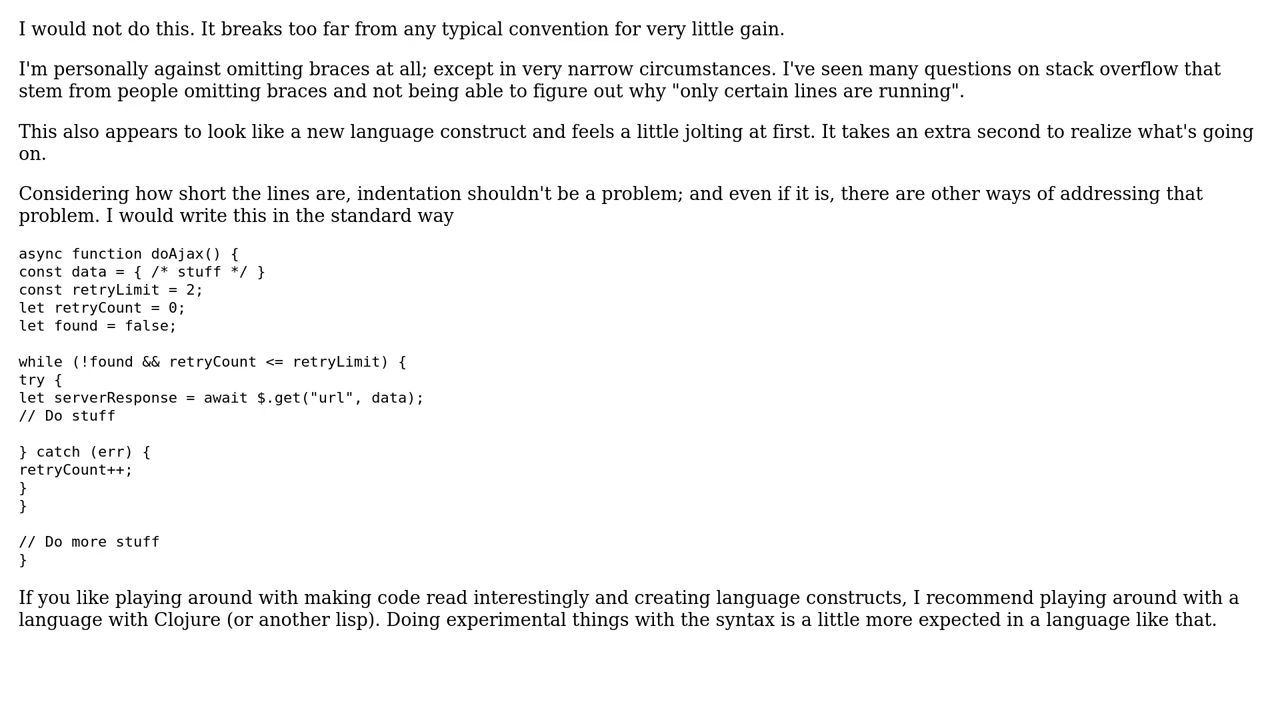 I would not do this. It breaks too far from any typical convention for very little gain.
I'm personally against omitting braces at all; except in very narrow circumstances. I've seen many questions on stack overflow that
stem from people omitting braces and not being able to figure out why "only certain lines are running".
This also appears to look like a new language construct and feels a little jolting at first. It takes an extra second to realize what's going
on.
Considering how short the lines are, indentation shouldn't be a problem; and even if it is, there are other ways of addressing that
problem. I would write this in the standard way
async function doAjax() {
const data = { /* stuff */ }
const retryLimit = 2;
let retryCount = 0;
let found = false;
while (!found && retryCount <= retryLimit) {
try {
let serverResponse = await $.get("url", data);
// Do stuff
} catch (err) {
retryCount++;
}
}
// Do more stuff
}
If you like playing around with making code read interestingly and creating language constructs, I recommend playing around with a
language with Clojure (or another lisp). Doing experimental things with the syntax is a little more expected in a language like that.